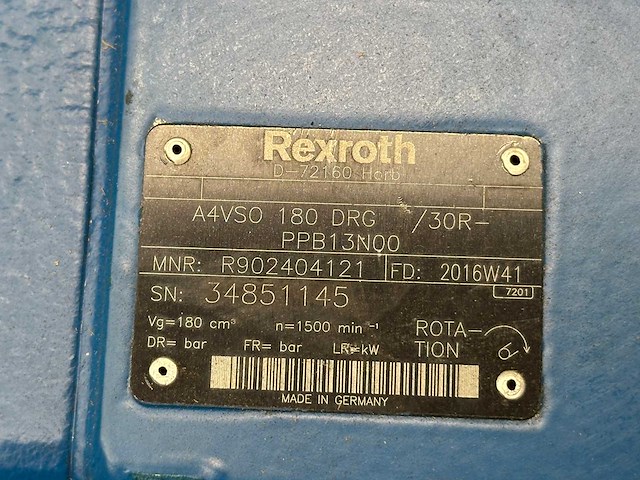 Rexroth
D-72160 Horb
A4VSO 180 DRG /30R-
PPB13N00
MNR: R902404121 FD: 2016W41
7201
SN: 34851145
Vg=180 cm³ n=1500 min⁻¹ ROTA-
DR= bar FR= bar LR=kW TION
MADE IN GERMANY